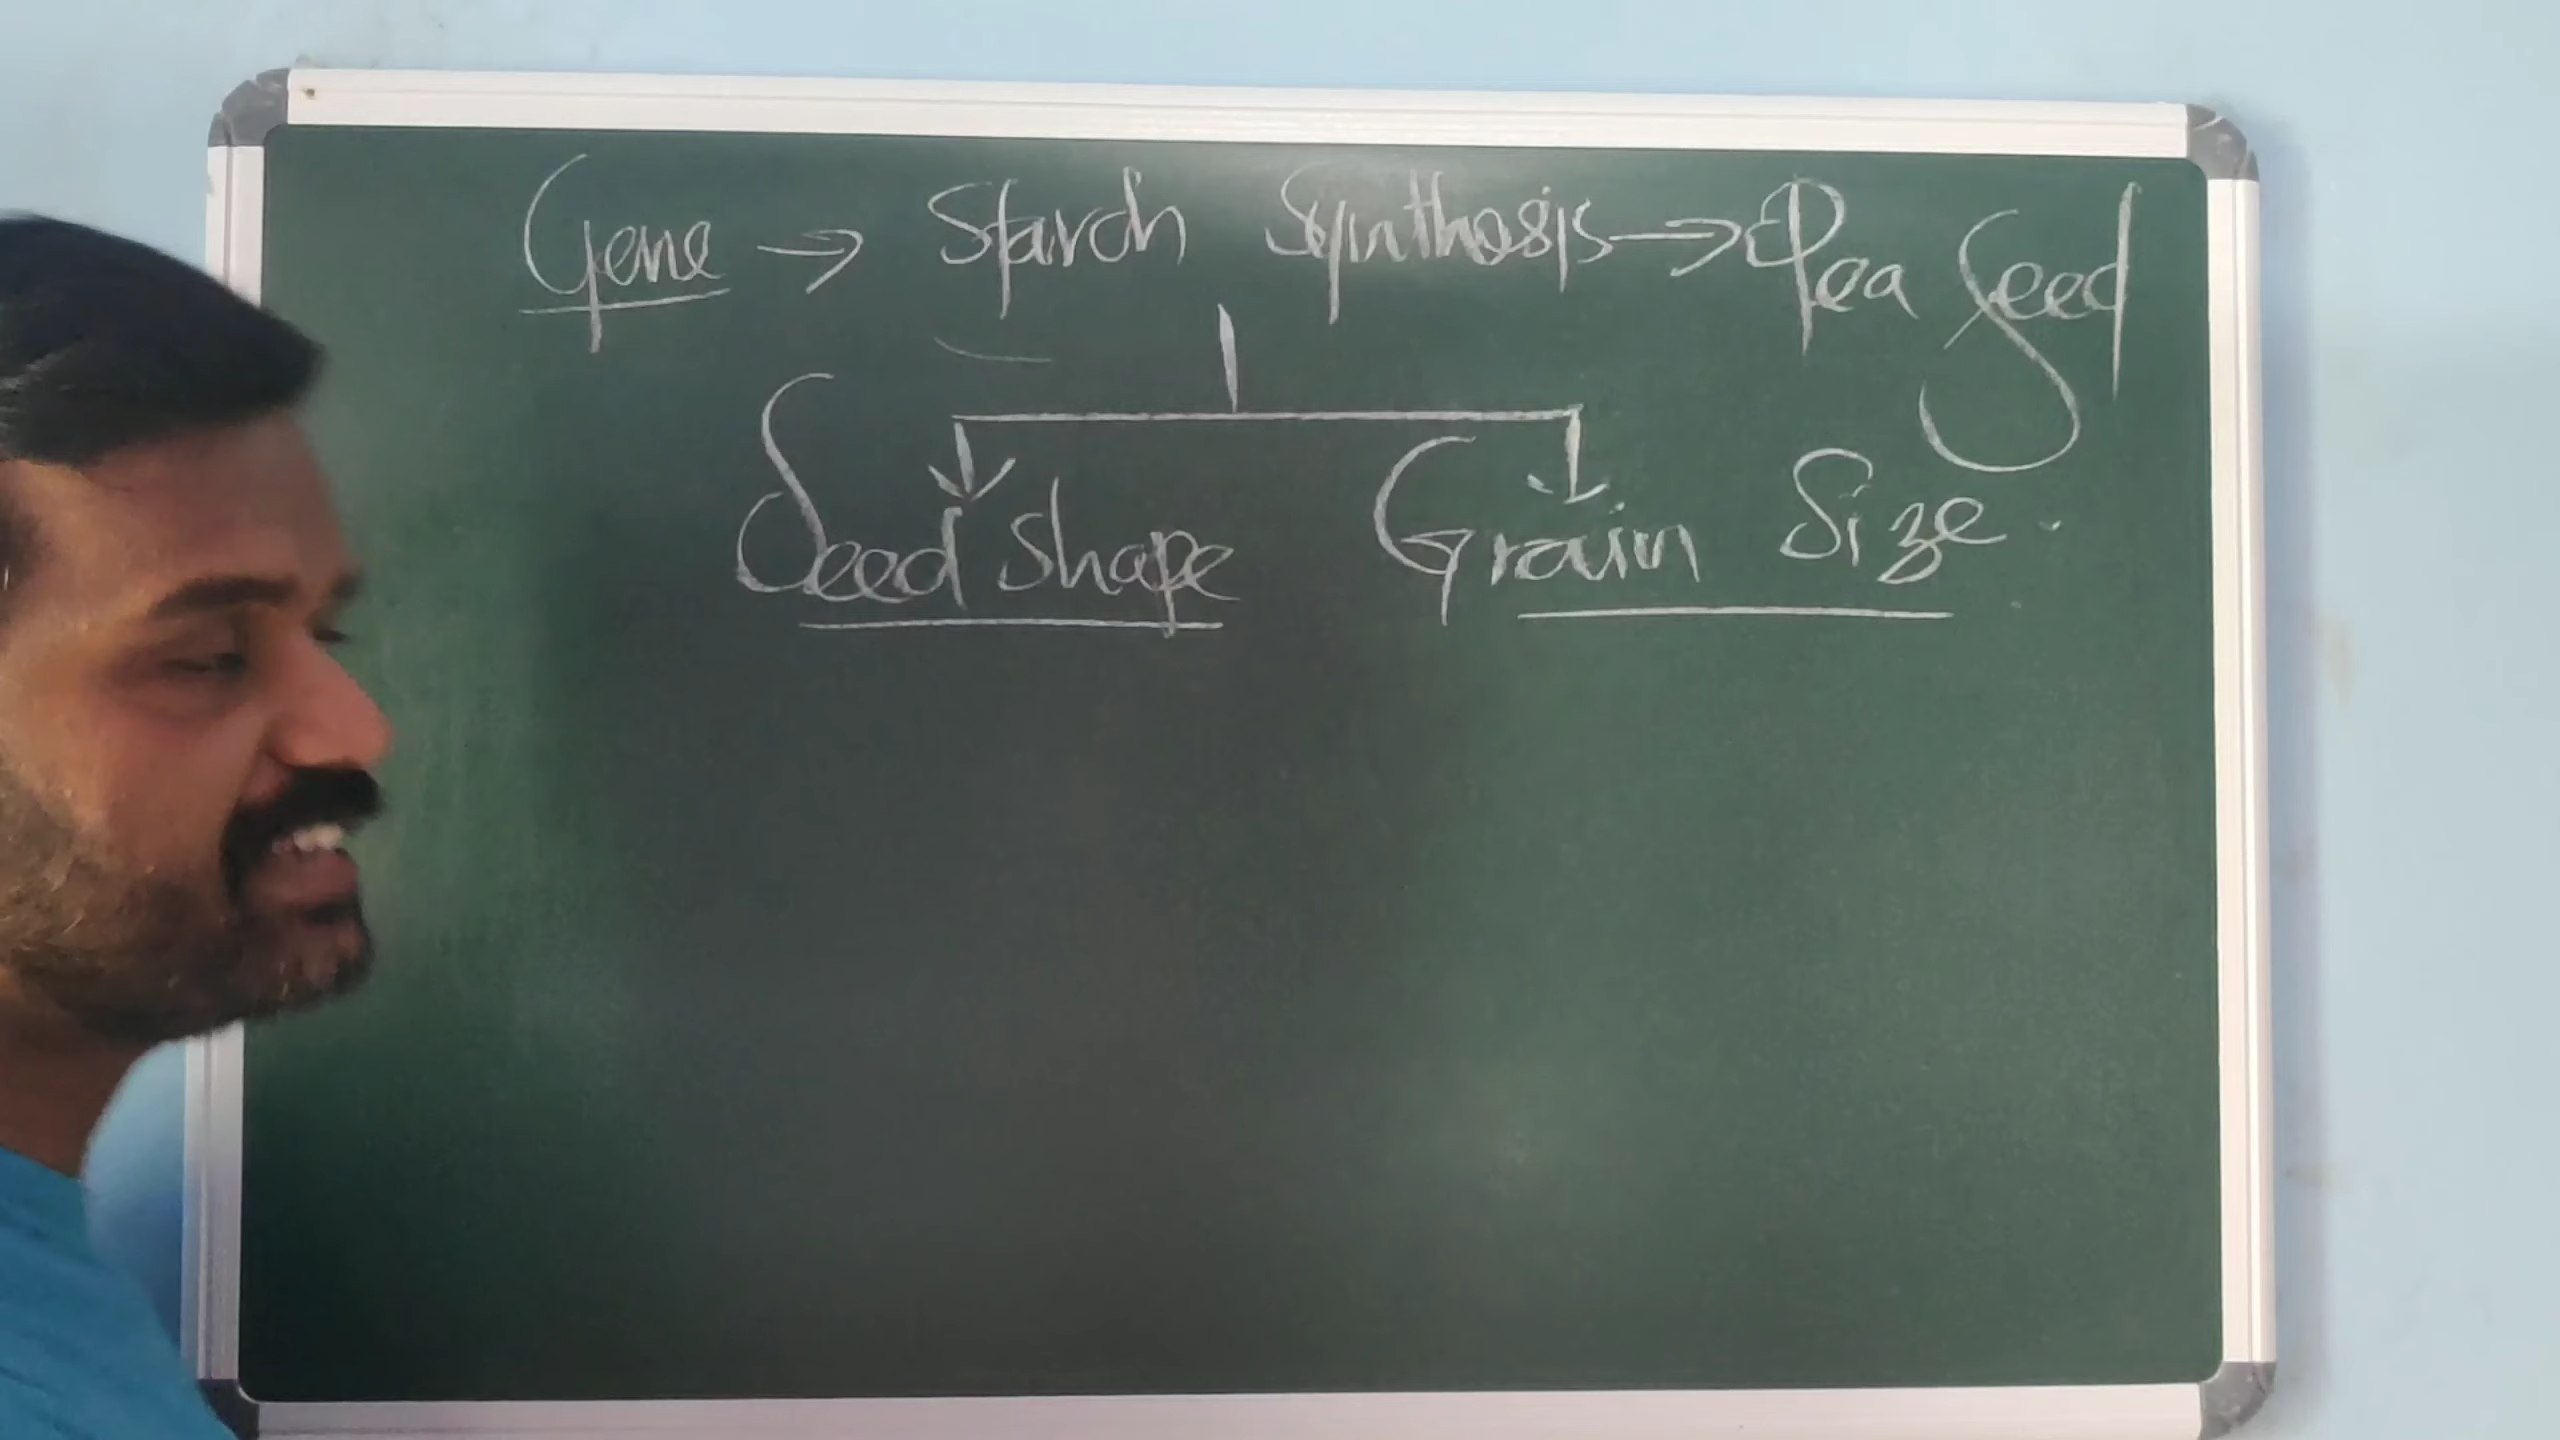 Gene → Starch Synthesis → Pea Seed
Seed Shape Grain Size.